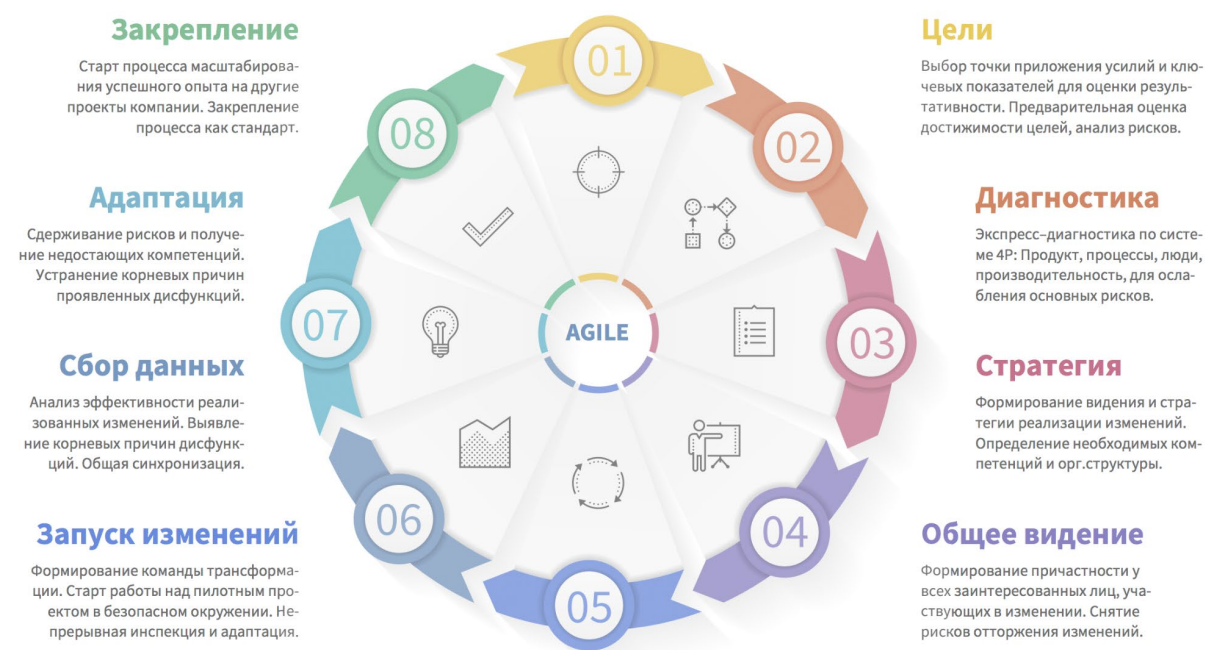 Закрепление
Старт процесса масштабирова-
ния успешного опыта на другие
проекты компании. Закрепление
процесса как стандарт.
Адаптация
Сдерживание рисков и получе-
ние недостающих компетенций.
Устранение корневых причин
проявленных дисфункций.
Сбор данных
Анализ эффективности реали-
зованных изменений. Выявле-
ние корневых причин дисфунк-
ций. Общая синхронизация.
Запуск изменений
Формирование команды трансформа-
ции. Старт работы над пилотным про-
ектом в безопасном окружении. Не-
прерывная инспекция и адаптация.
01
02
03
04
05
06
07
08
AGILE
Цели
Выбор точки приложения усилий и клю-
чевых показателей для оценки резуль-
тативности. Предварительная оценка
достижимости целей, анализ рисков.
Диагностика
Экспресс–диагностика по систе-
ме 4P: Продукт, процессы, люди,
производительность, для осла-
бления основных рисков.
Стратегия
Формирование видения и стра-
тегии реализации изменений.
Определение необходимых ком-
петенций и орг.структуры.
Общее видение
Формирование причастности у
всех заинтересованных лиц, уча-
ствующих в изменении. Снятие
рисков отторжения изменений.